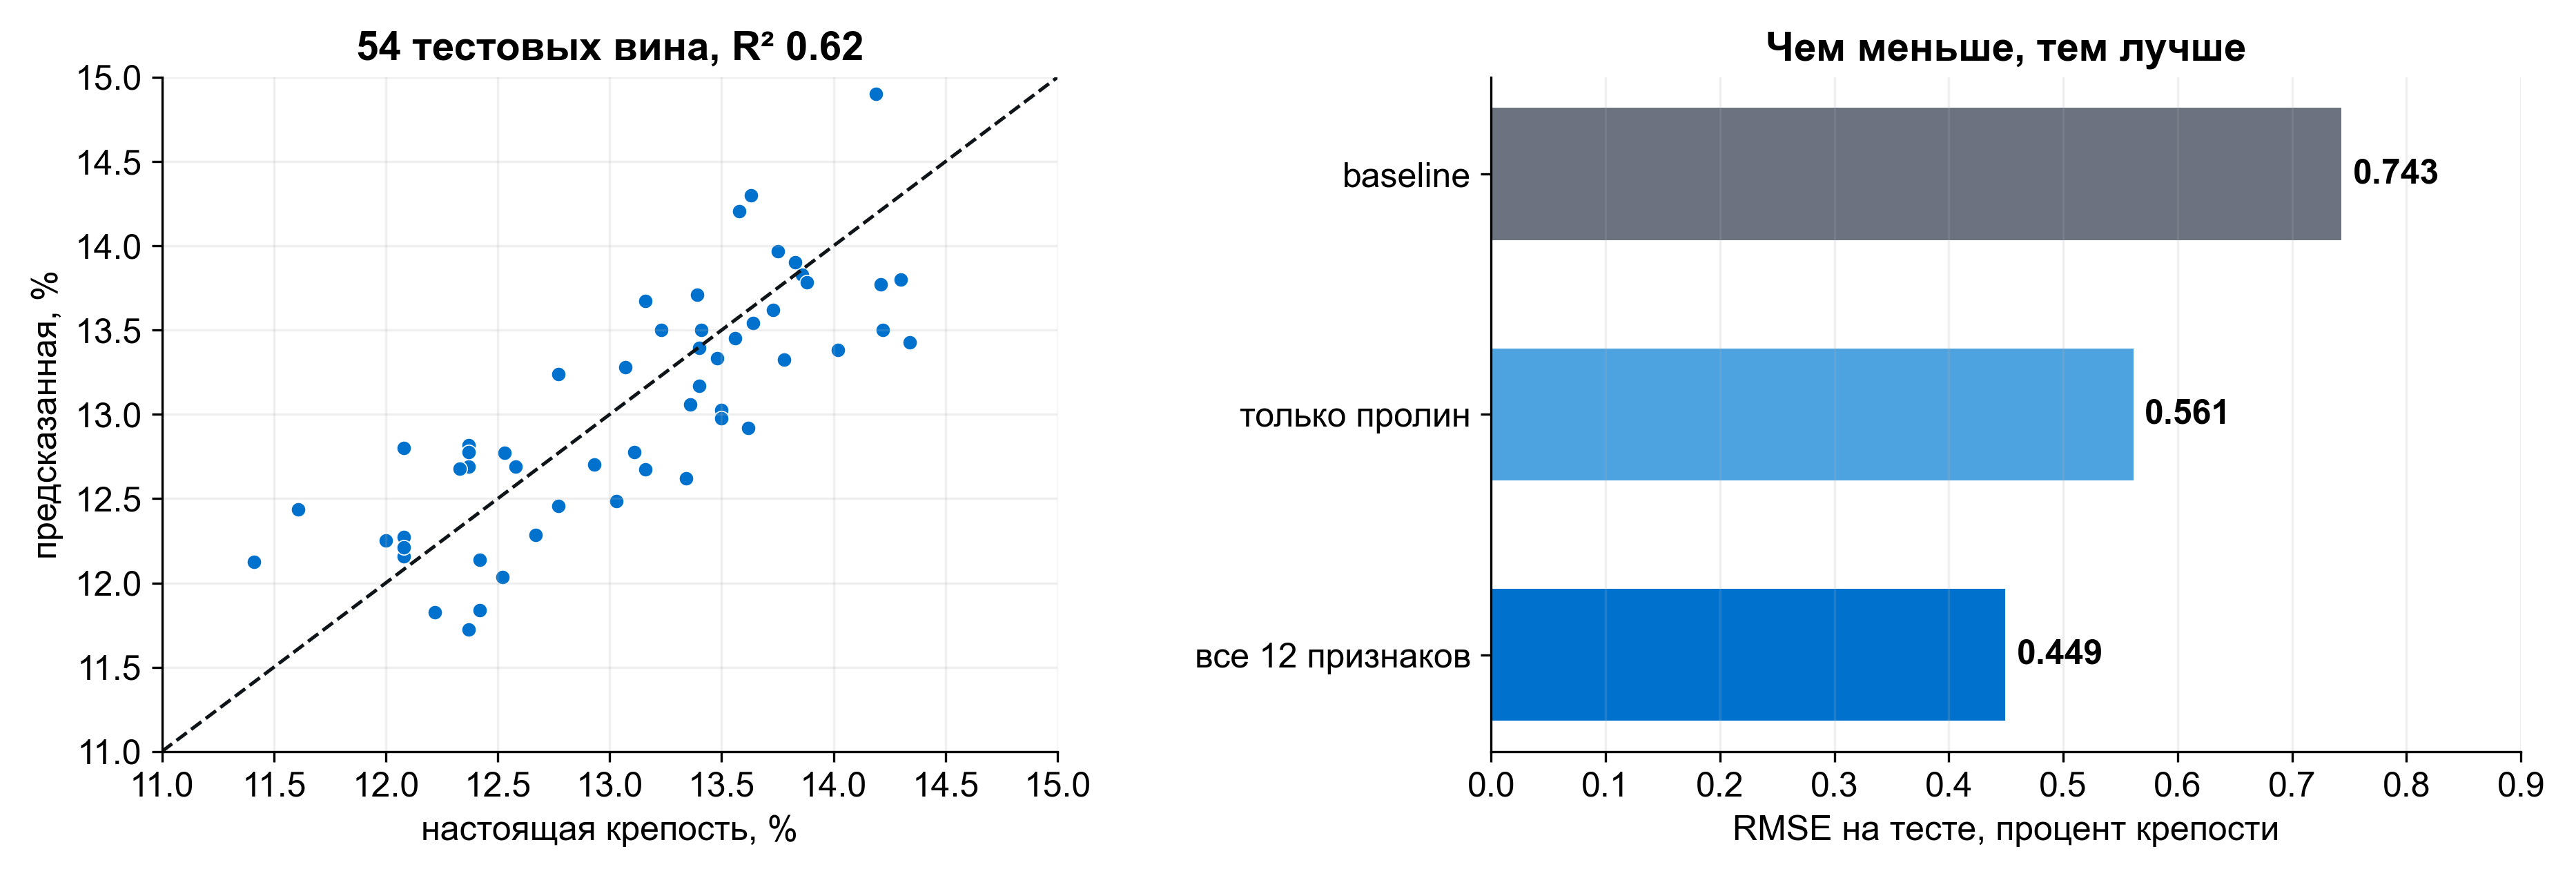 54 тестовых вина, R² 0.62
15.0
14.5
14.0
13.5
13.0
12.5
12.0
11.5
11.0
11.0 11.5 12.0 12.5 13.0 13.5 14.0 14.5 15.0
предсказанная, %
настоящая крепость, %
Чем меньше, тем лучше
baseline 0.743
только пролин 0.561
все 12 признаков 0.449
0.0 0.1 0.2 0.3 0.4 0.5 0.6 0.7 0.8 0.9
RMSE на тесте, процент крепости